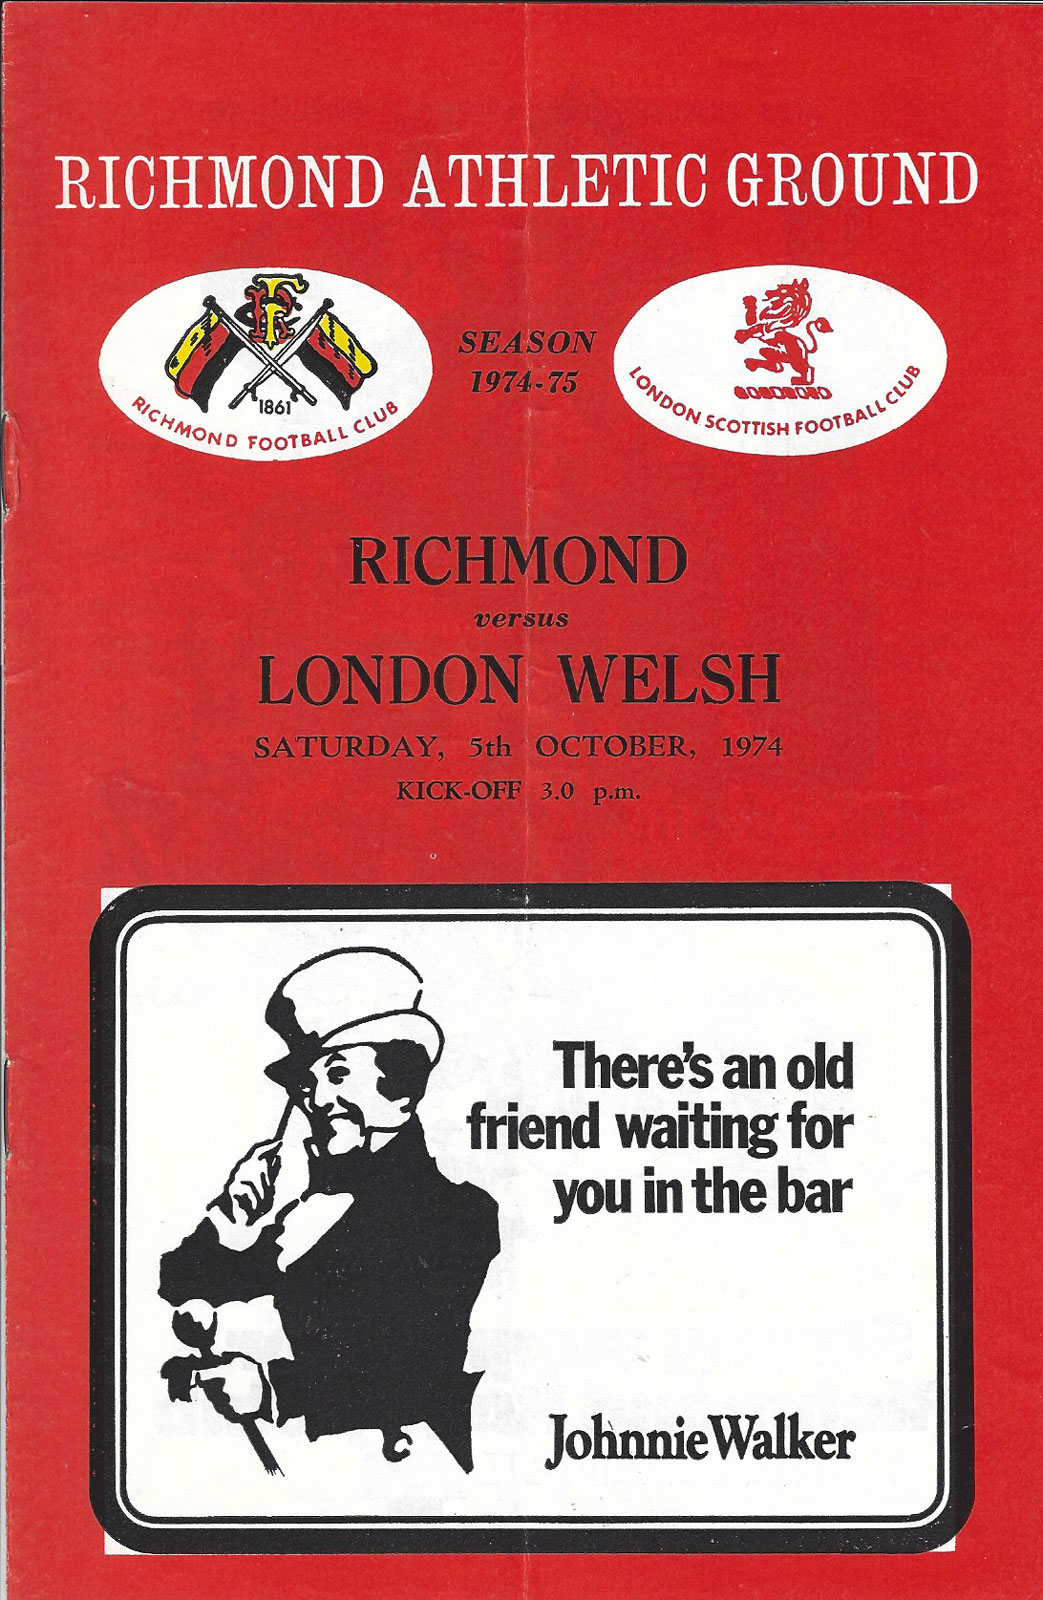 RICHMOND ATHLETIC GROUND
RF
1861
RICHMOND FOOTBALL CLUB
SEASON
1974-75
LONDON SCOTTISH FOOTBALL CLUB
RICHMOND
versus
LONDON WELSH
SATURDAY, 5th OCTOBER, 1974
KICK-OFF 3.0 p.m.
There's an old
friend waiting for
you in the bar
Johnnie Walker